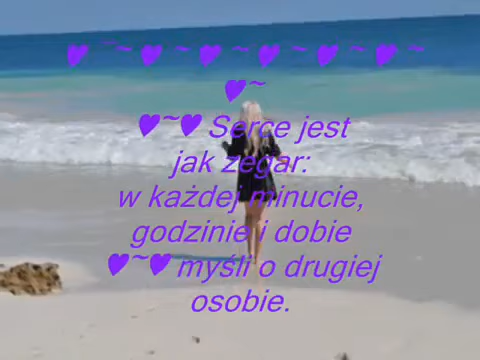 ♥ ¯~♥ ~♥ ~♥ ~♥ ~♥ ~
♥~
♥~♥ Serce jest
jak zegar:
w każdej minucie,
godzinie i dobie
♥~♥ myśli o drugiej
osobie.